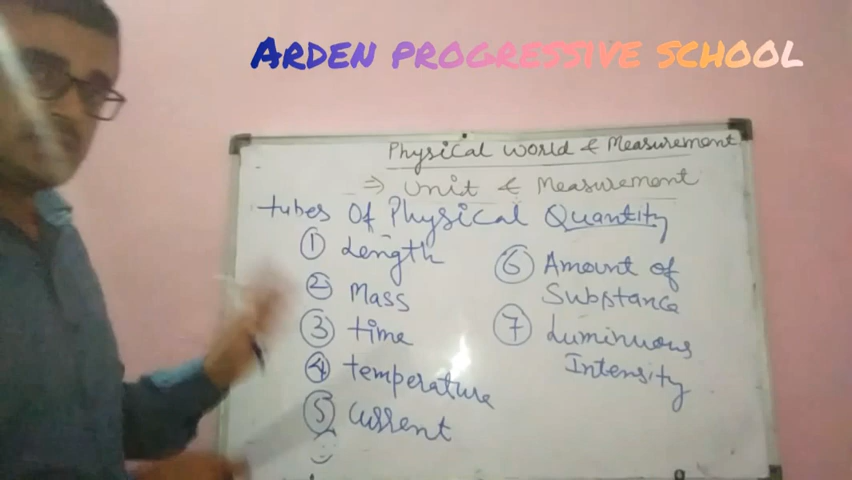 ARDEN PROGRESSIVE SCHOOL
Physical world & Measurement
⇒ Unit & Measurement
tubes Of Physical Quantity
① Length
② Mass
③ time
④ temperature
⑤ Current
⑥ Amount of
Substance
⑦ Luminuous
Intensity